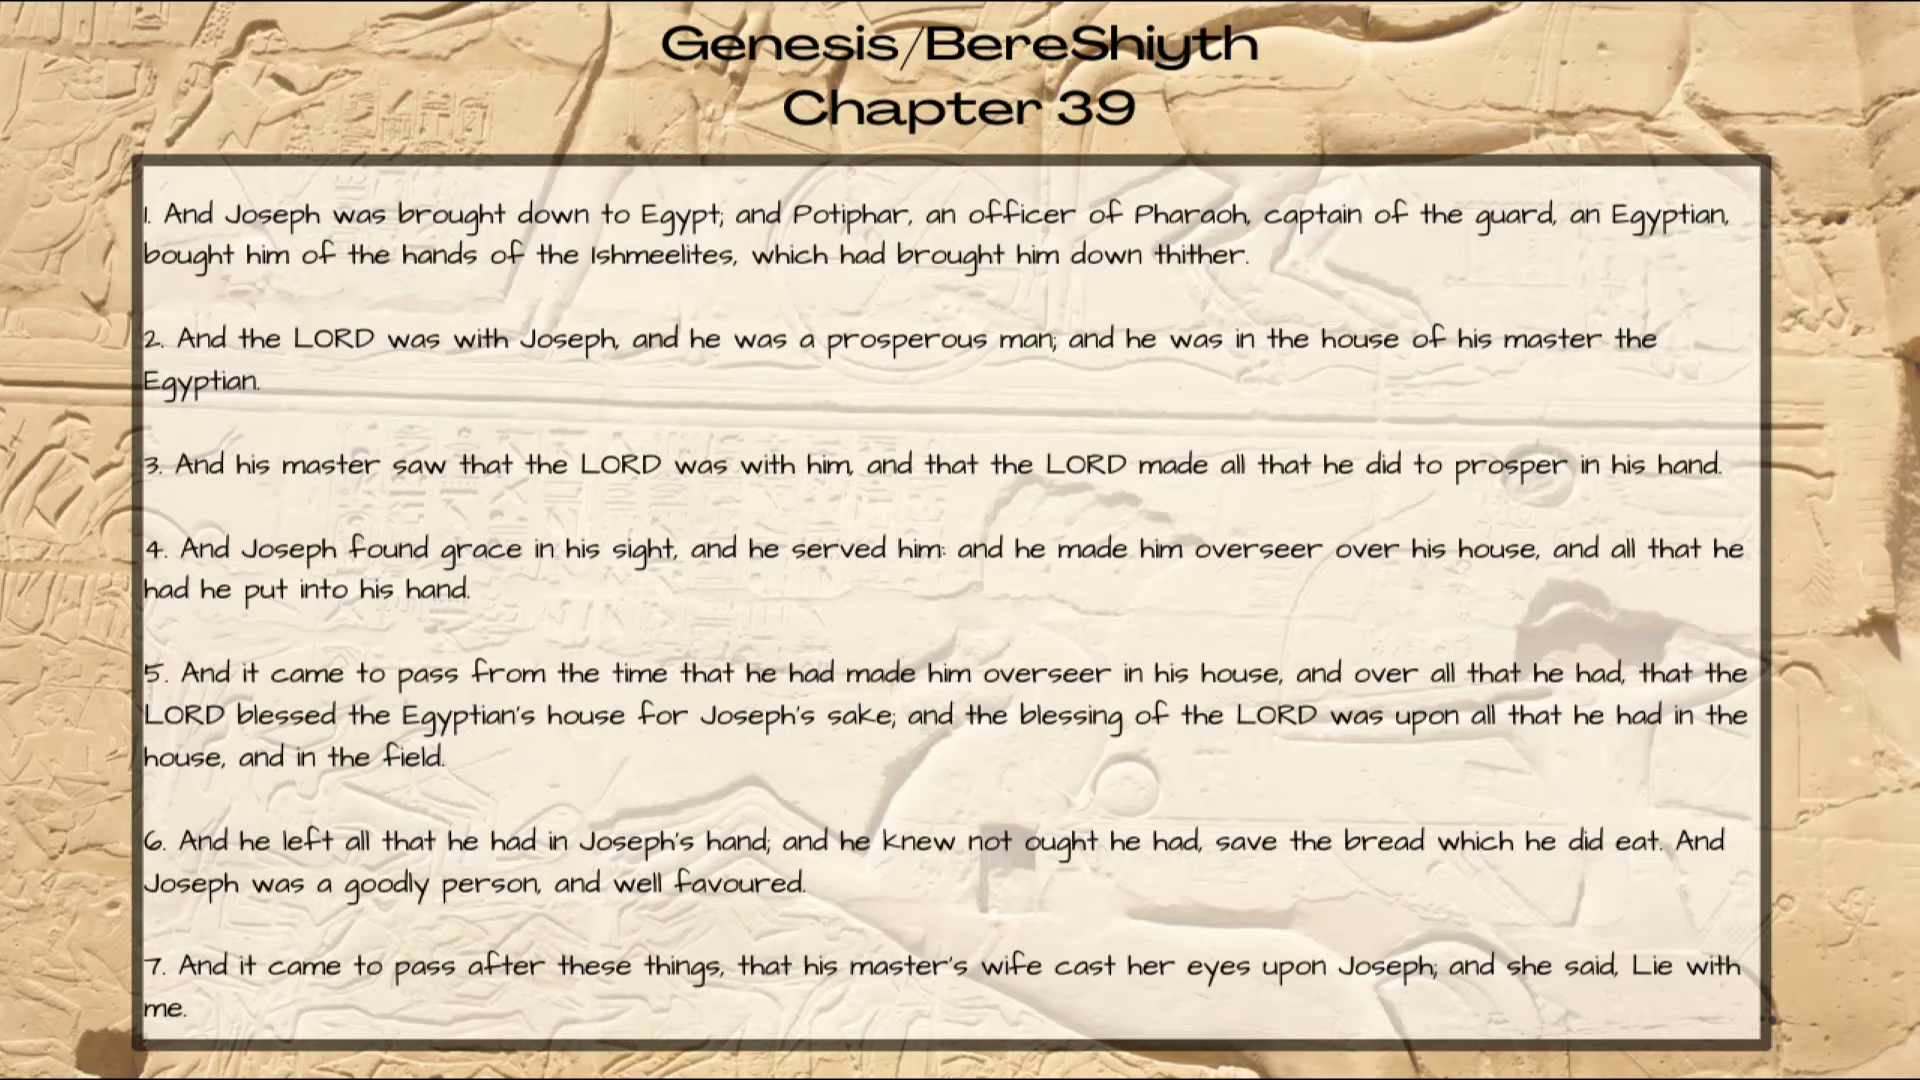 Genesis/BereShiyth
Chapter 39
1. And Joseph was brought down to Egypt; and Potiphar, an officer of Pharaoh, captain of the guard, an Egyptian,
bought him of the hands of the Ishmeelites, which had brought him down thither.
2. And the LORD was with Joseph, and he was a prosperous man; and he was in the house of his master the
Egyptian.
3. And his master saw that the LORD was with him, and that the LORD made all that he did to prosper in his hand.
4. And Joseph found grace in his sight, and he served him: and he made him overseer over his house, and all that he
had he put into his hand.
5. And it came to pass from the time that he had made him overseer in his house, and over all that he had, that the
LORD blessed the Egyptian's house for Joseph's sake; and the blessing of the LORD was upon all that he had in the
house, and in the field.
6. And he left all that he had in Joseph's hand; and he knew not ought he had, save the bread which he did eat. And
Joseph was a goodly person, and well favoured.
7. And it came to pass after these things, that his master's wife cast her eyes upon Joseph; and she said, Lie with
me.